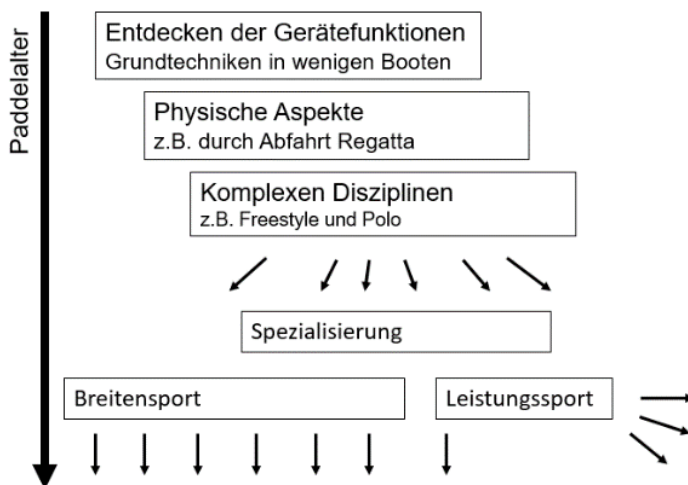 Paddelalter
Entdecken der Gerätefunktionen
Grundtechniken in wenigen Booten
Physische Aspekte
z.B. durch Abfahrt Regatta
Komplexen Disziplinen
z.B. Freestyle und Polo
Spezialisierung
Breitensport
Leistungssport